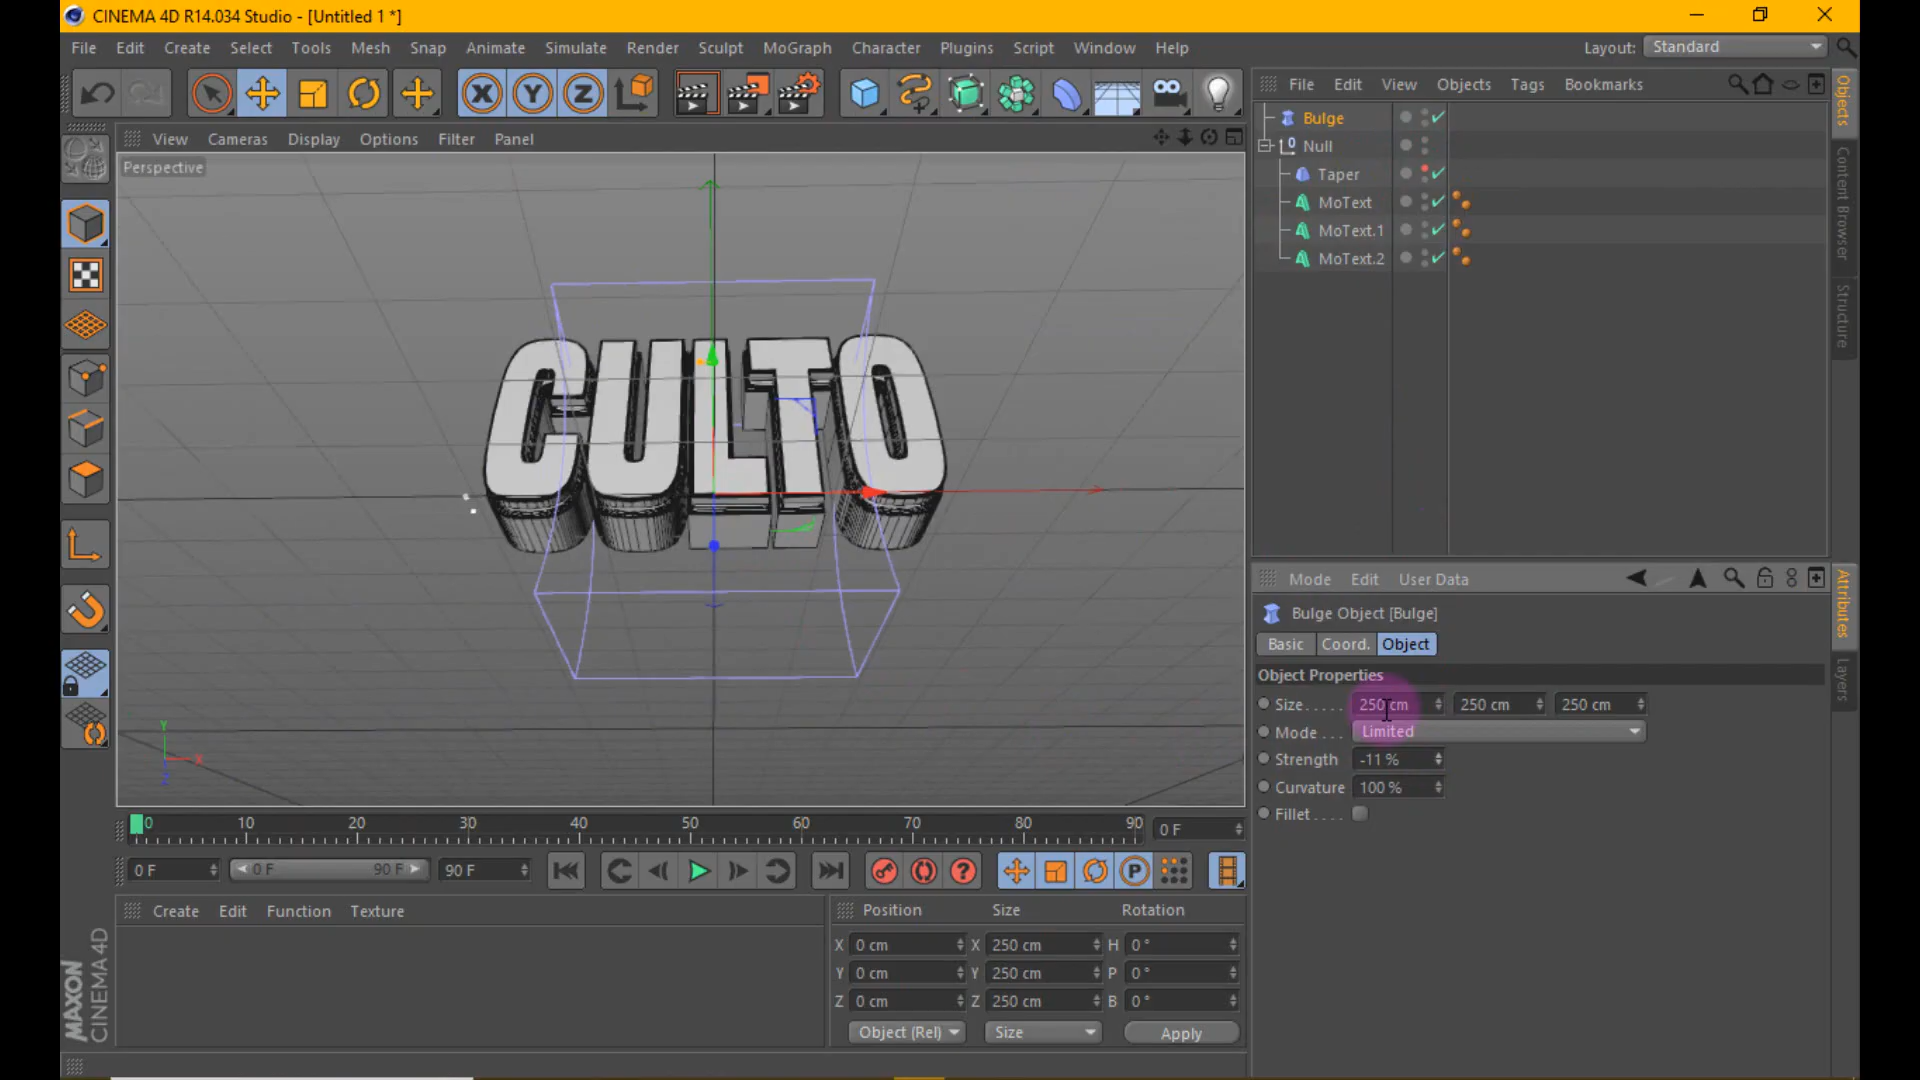 CINEMA 4D R14.034 Studio - [Untitled 1 *]
File Edit Create Select Tools Mesh Snap Animate Simulate Render Sculpt MoGraph Character Plugins Script Window Help Layout: Standard
File Edit View Objects Tags Bookmarks
View Cameras Display Options Filter Panel
Perspective
Bulge
Null
Taper
MoText
MoText.1
MoText.2
Objects
Content Browser
Structure
CULTO
Y
X
Z
Mode Edit User Data
Bulge Object [Bulge]
Basic Coord. Object
Object Properties
Size..... 250 cm 250 cm 250 cm
Mode... Limited
Strength -11 %
Curvature 100 %
Fillet....
Attributes
Layers
0 10 20 30 40 50 60 70 80 90 0 F
0 F 0 F 90 F 90 F
Create Edit Function Texture
Position Size Rotation
X 0 cm X 250 cm H 0 °
Y 0 cm Y 250 cm P 0 °
Z 0 cm Z 250 cm B 0 °
Object (Rel) Size Apply
MAXON
CINEMA 4D